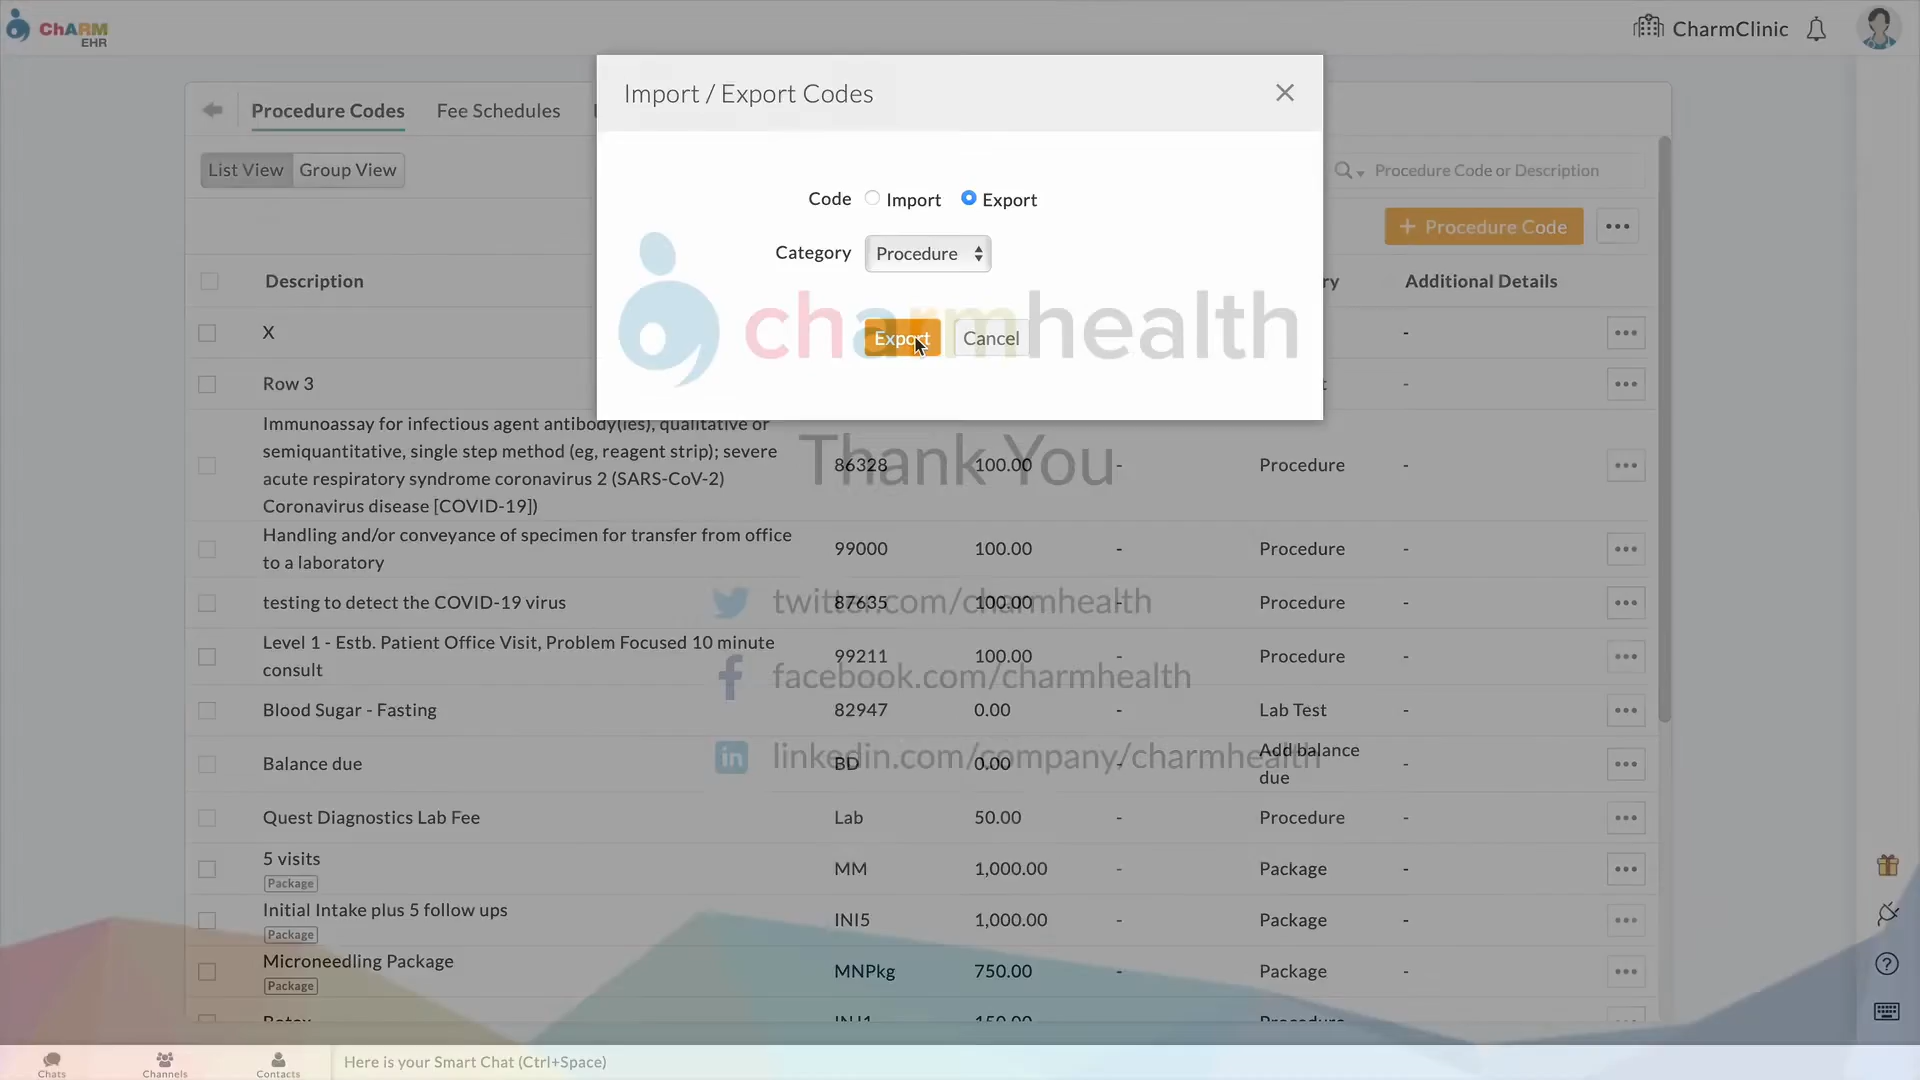 ChARM
EHR
CharmClinic
Import / Export Codes
Procedure Codes
Fee Schedules
List View
Group View
Procedure Code or Description
Code
Import
Export
Category
Procedure
+ Procedure Code
Export
Cancel
charmhealth
Description
ry
Additional Details
X
-
Row 3
-
Immunoassay for infectious agent antibody(ies), qualitative or
semiquantitative, single step method (eg, reagent strip); severe
acute respiratory syndrome coronavirus 2 (SARS-CoV-2)
Coronavirus disease [COVID-19])
86328
100.00
-
Procedure
-
Thank You
Handling and/or conveyance of specimen for transfer from office
to a laboratory
99000
100.00
-
Procedure
-
testing to detect the COVID-19 virus
87635
100.00
Procedure
-
twitter.com/charmhealth
Level 1 - Estb. Patient Office Visit, Problem Focused 10 minute
consult
99211
100.00
-
Procedure
-
facebook.com/charmhealth
Blood Sugar - Fasting
82947
0.00
-
Lab Test
-
Balance due
BD
0.00
-
Add balance
due
-
linkedin.com/company/charmhealth
Quest Diagnostics Lab Fee
Lab
50.00
-
Procedure
-
5 visits
Package
MM
1,000.00
-
Package
-
Initial Intake plus 5 follow ups
Package
INI5
1,000.00
-
Package
-
Microneedling Package
Package
MNPkg
750.00
-
Package
-
Botox
INJ1
150.00
Procedure
Chats
Channels
Contacts
Here is your Smart Chat (Ctrl+Space)